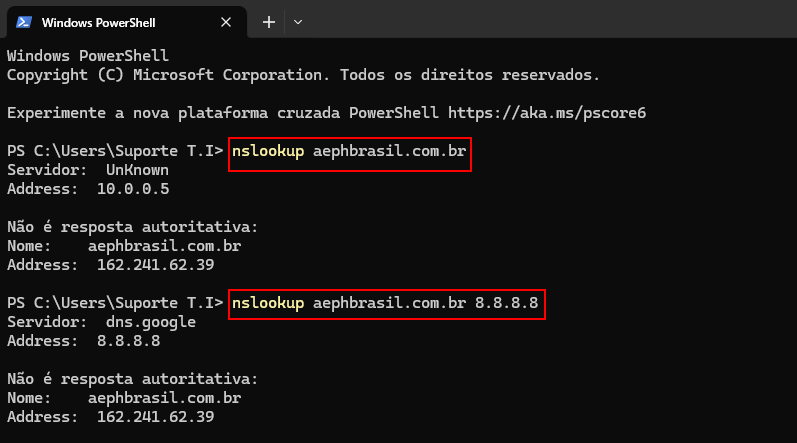 Windows PowerShell
Windows PowerShell
Copyright (C) Microsoft Corporation. Todos os direitos reservados.
Experimente a nova plataforma cruzada PowerShell https://aka.ms/pscore6
PS C:\Users\Suporte T.I> nslookup aephbrasil.com.br
Servidor:  UnKnown
Address:  10.0.0.5
Não é resposta autoritativa:
Nome:    aephbrasil.com.br
Address:  162.241.62.39
PS C:\Users\Suporte T.I> nslookup aephbrasil.com.br 8.8.8.8
Servidor:  dns.google
Address:  8.8.8.8
Não é resposta autoritativa:
Nome:    aephbrasil.com.br
Address:  162.241.62.39